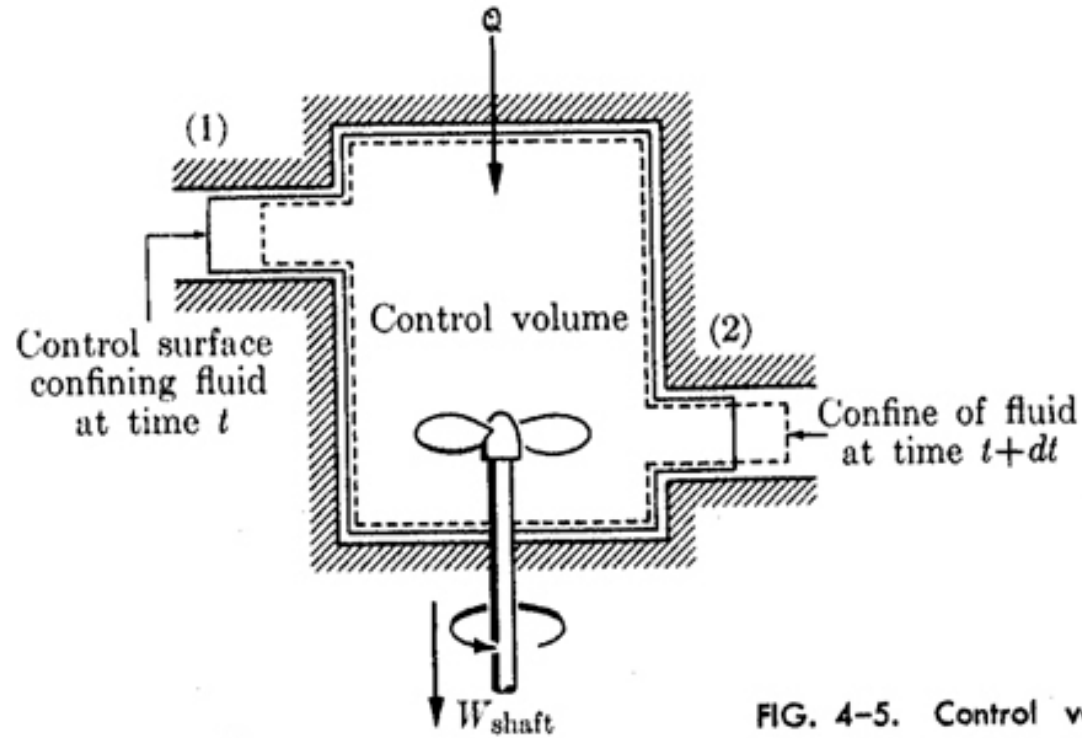 Q
(1)
Control volume
(2)
Control surface
confining fluid
at time t
Confine of fluid
at time t+dt
W shaft
FIG. 4–5. Control